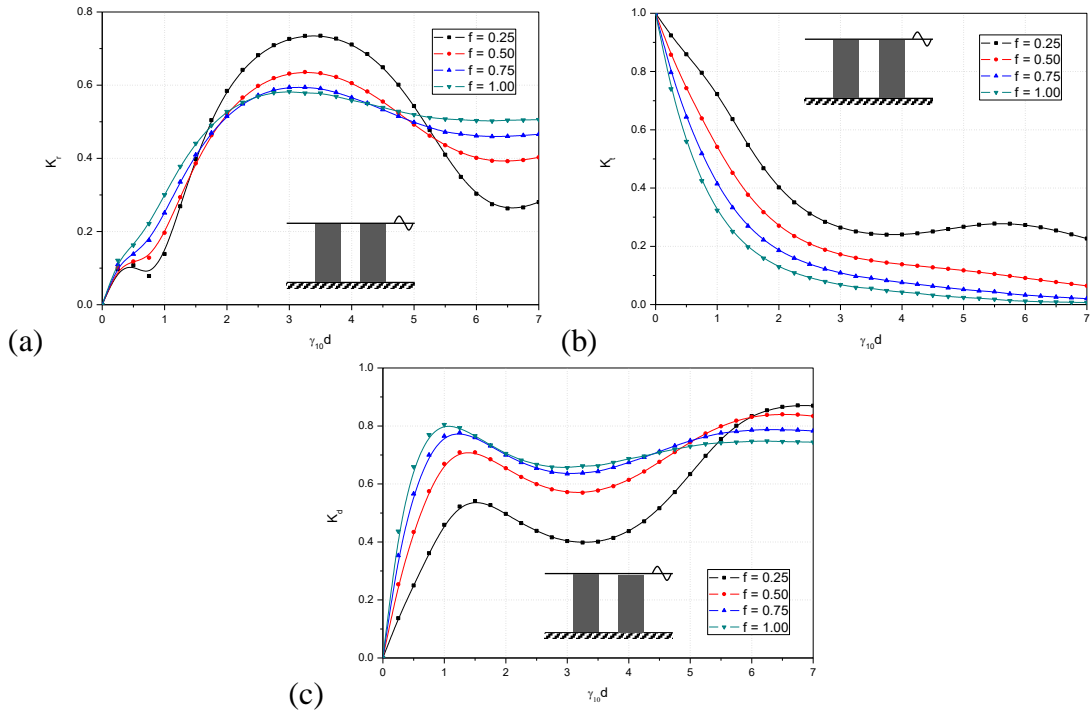 0.8
0.6
0.4
0.2
0.0
K_r
0 1 2 3 4 5 6 7
γ₁₀d
f = 0.25
f = 0.50
f = 0.75
f = 1.00
(a)
1.0
0.8
0.6
0.4
0.2
0.0
K_t
0 1 2 3 4 5 6 7
γ₁₀d
f = 0.25
f = 0.50
f = 0.75
f = 1.00
(b)
1.0
0.8
0.6
0.4
0.2
0.0
K_d
0 1 2 3 4 5 6 7
γ₁₀d
f = 0.25
f = 0.50
f = 0.75
f = 1.00
(c)